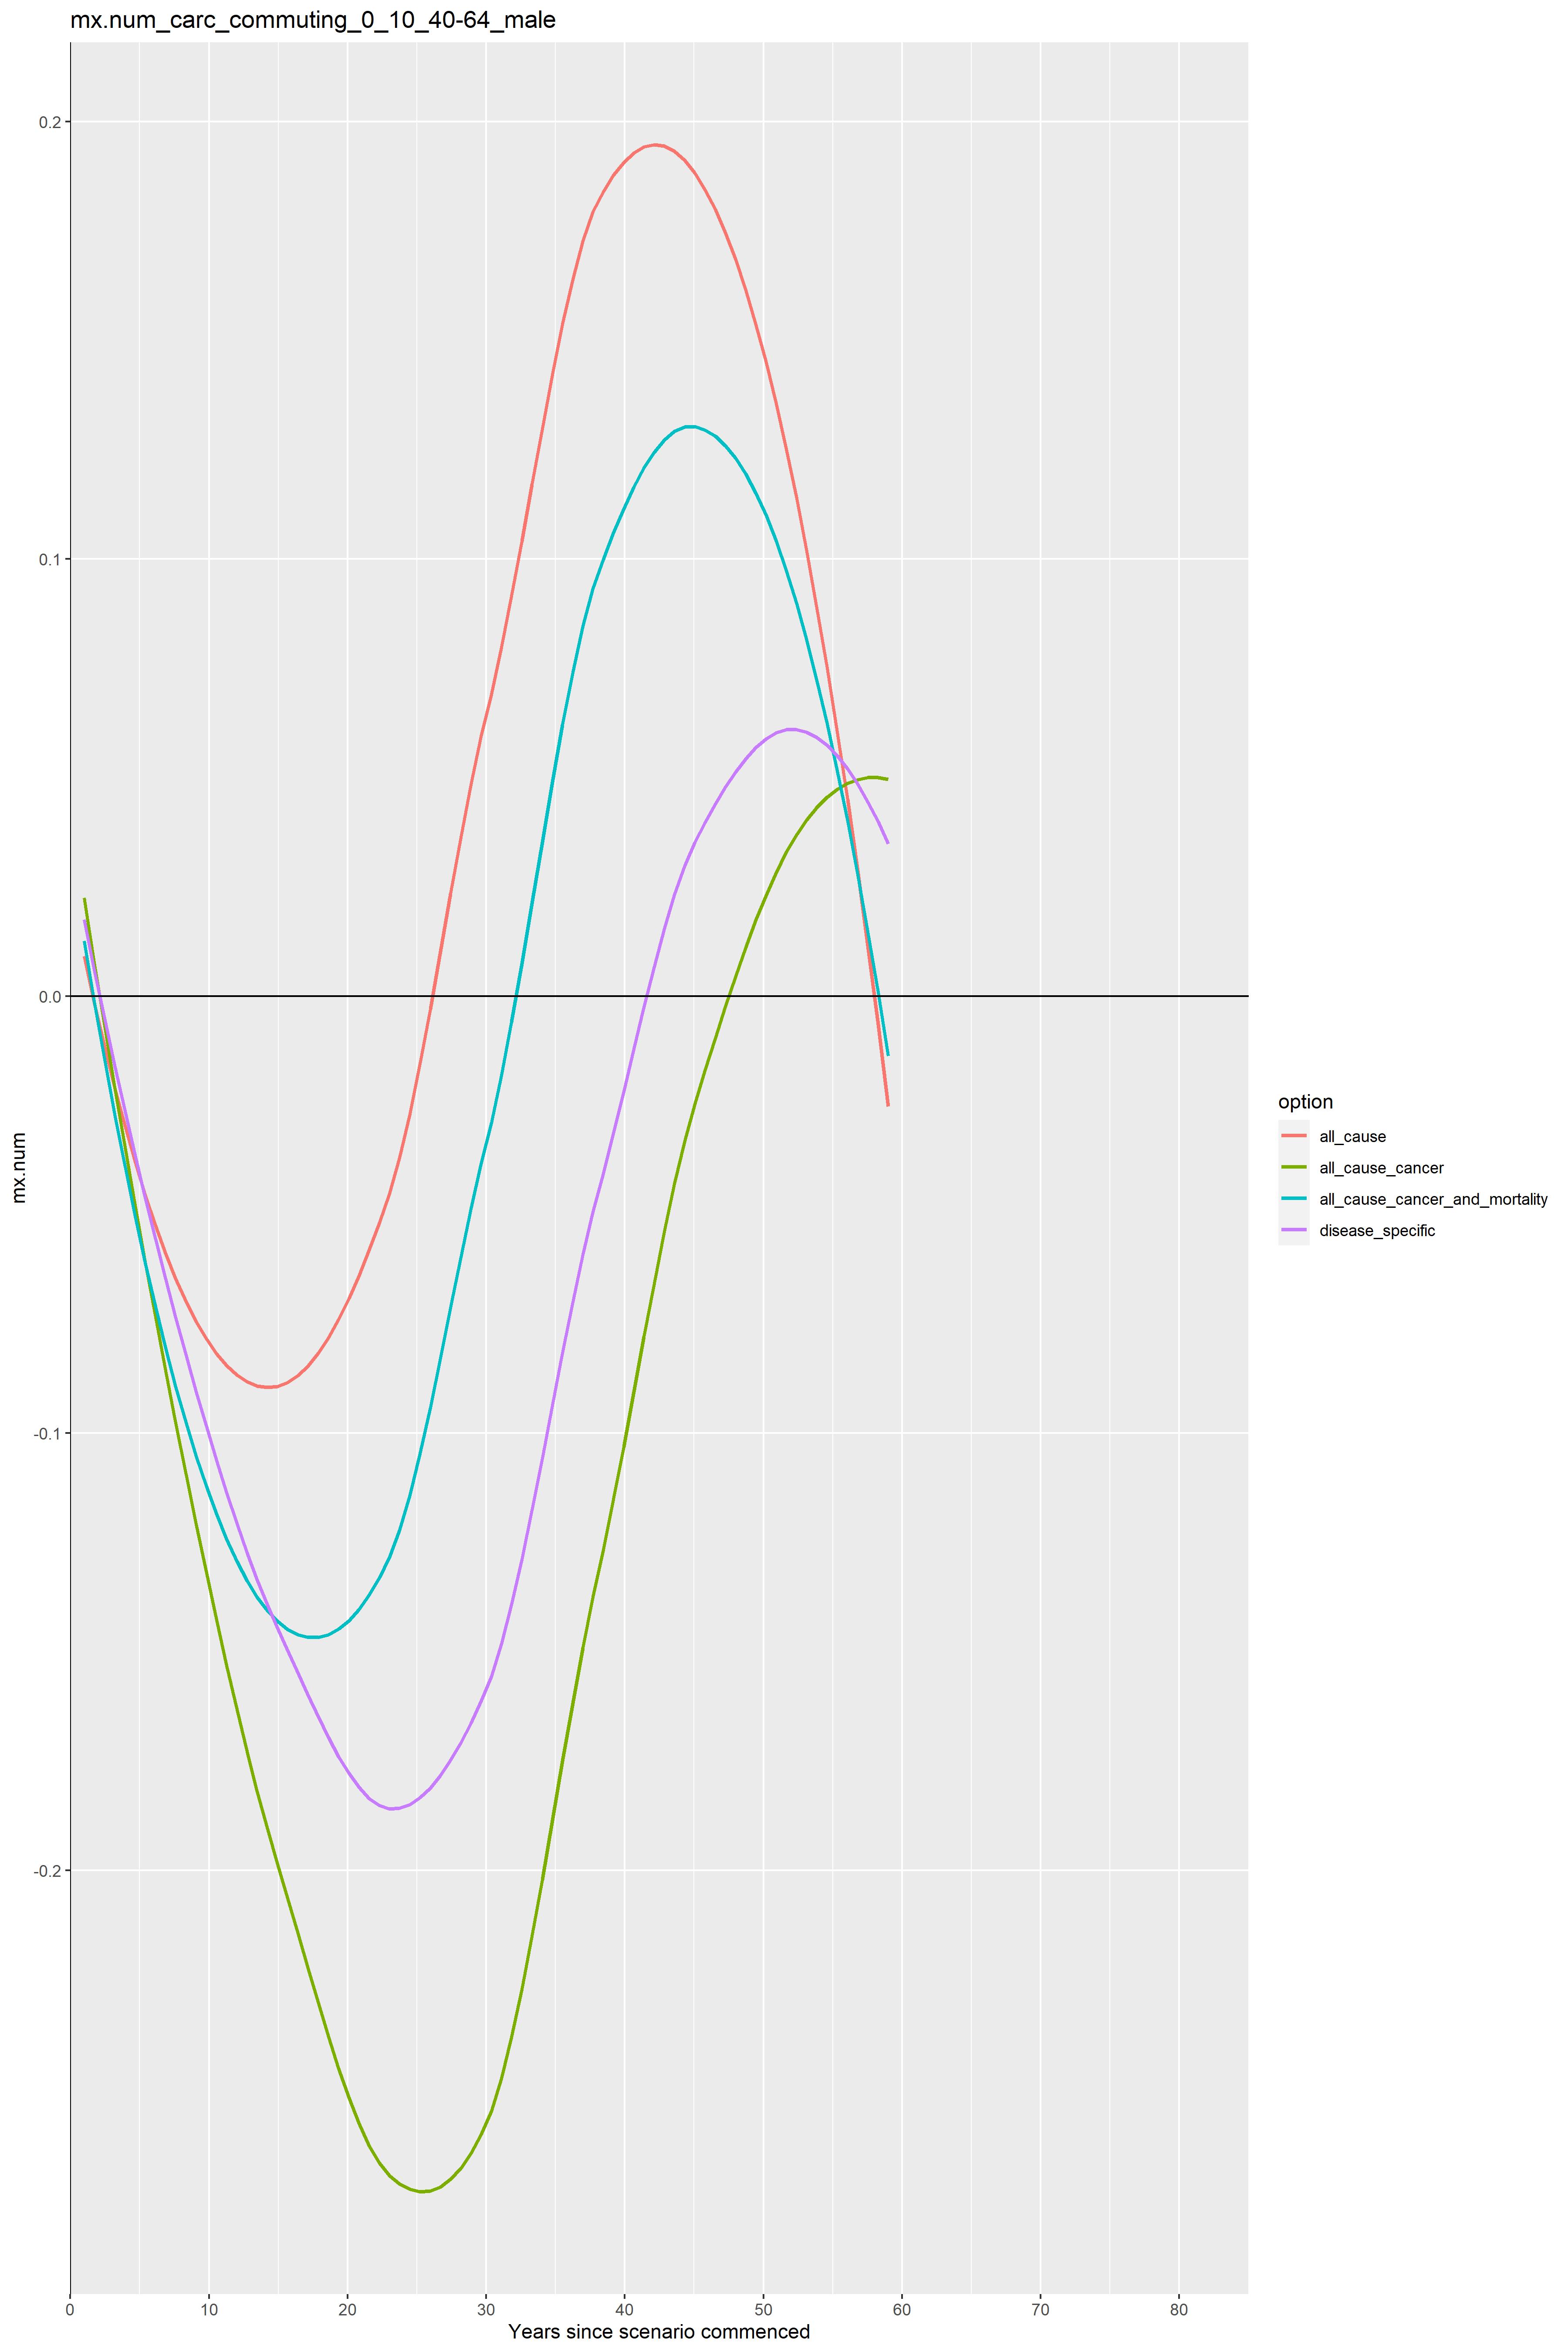 mx.num_carc_commuting_0_10_40-64_male
0.2
0.1
0.0
-0.1
-0.2
mx.num
0 10 20 30 40 50 60 70 80
Years since scenario commenced
option
all_cause
all_cause_cancer
all_cause_cancer_and_mortality
disease_specific